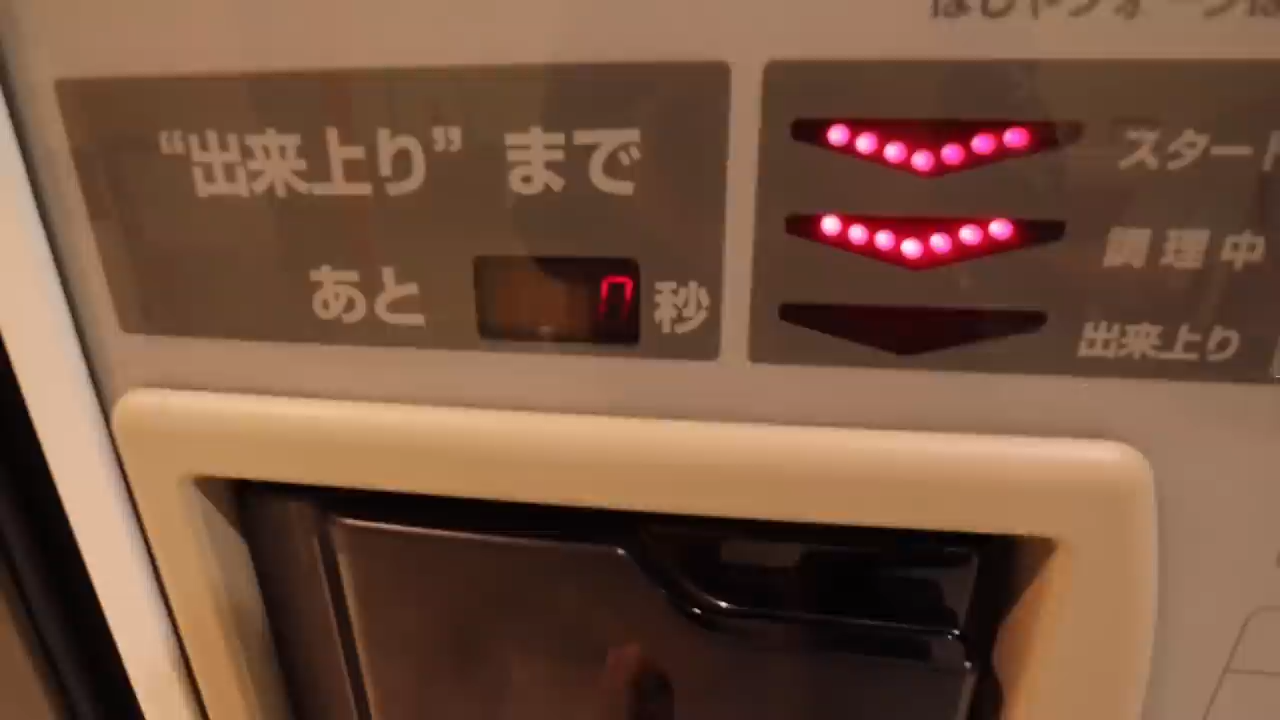 “出来上り” まで
あと 7 秒
スタート
調理中
出来上り